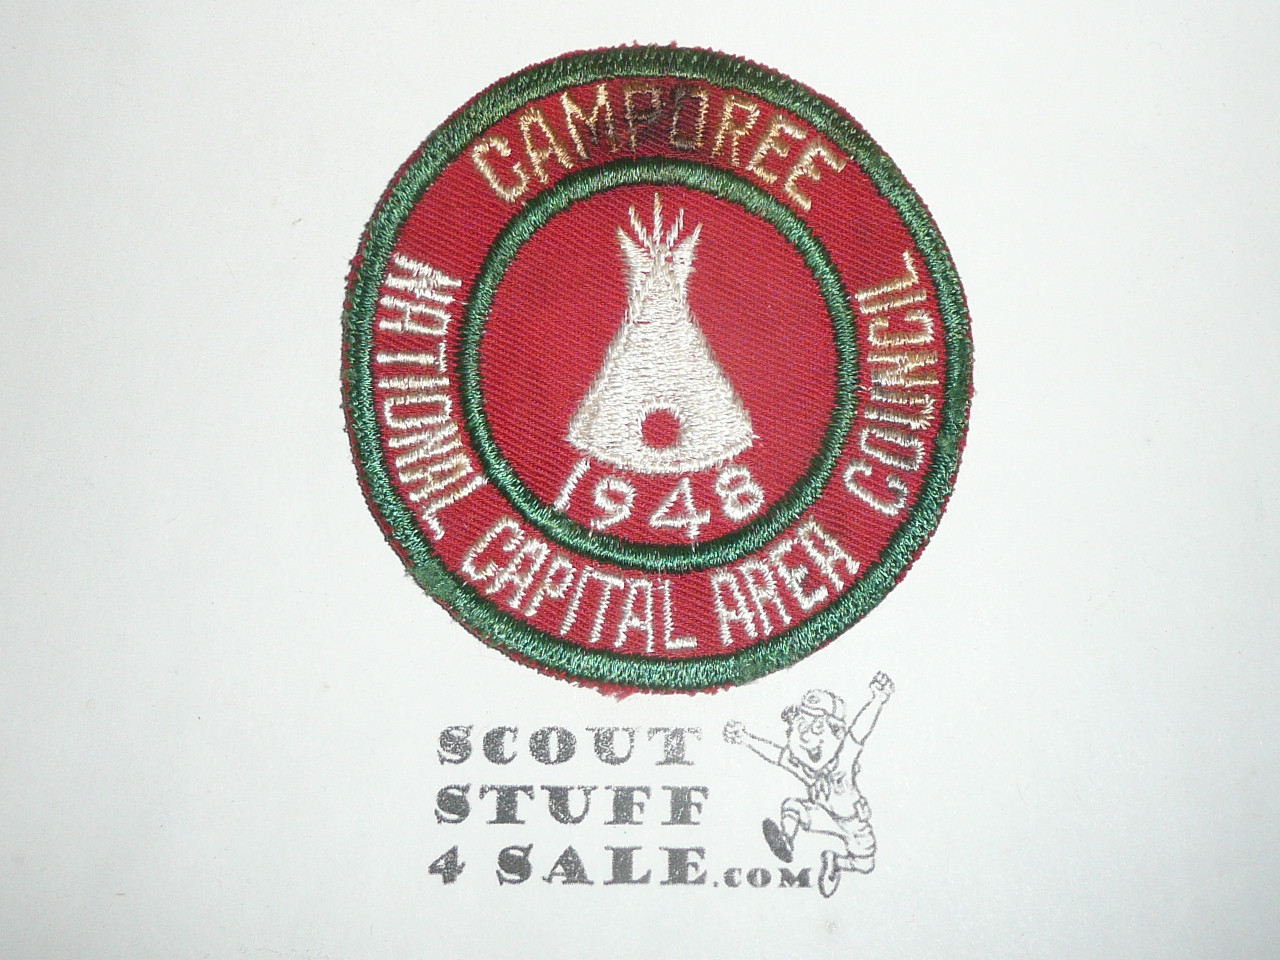 CAMPOREE
1948
NATIONAL CAPITAL AREA COUNCIL
SCOUT
STUFF
4 SALE.COM